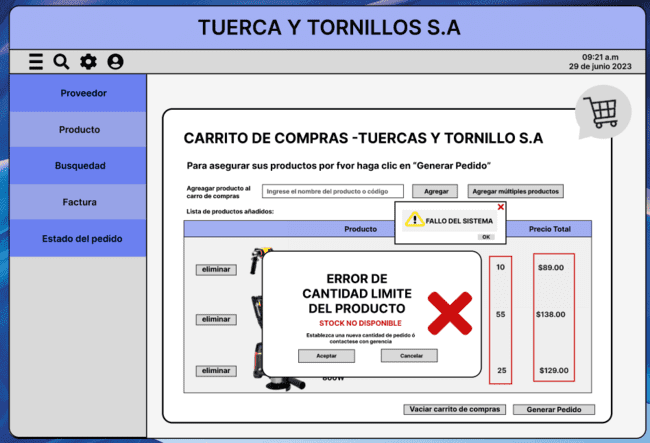 TUERCA Y TORNILLOS S.A
09:21 a.m
29 de junio 2023
Proveedor
Producto
Busquedad
Factura
Estado del pedido
CARRITO DE COMPRAS -TUERCAS Y TORNILLO S.A
Para asegurar sus productos por fvor haga clic en “Generar Pedido”
Agreagar producto al
carro de compras
Ingrese el nombre del producto o código
Agregar
Agregar múltiples productos
Lista de productos añadidos:
FALLO DEL SISTEMA
OK
Producto
Precio Total
eliminar
10
$89.00
ERROR DE
CANTIDAD LIMITE
DEL PRODUCTO
STOCK NO DISPONIBLE
Establezca una nueva cantidad de pedido ó
contactese con gerencia
Aceptar
Cancelar
eliminar
55
$138.00
eliminar
25
$129.00
800W
Vaciar carrito de compras
Generar Pedido